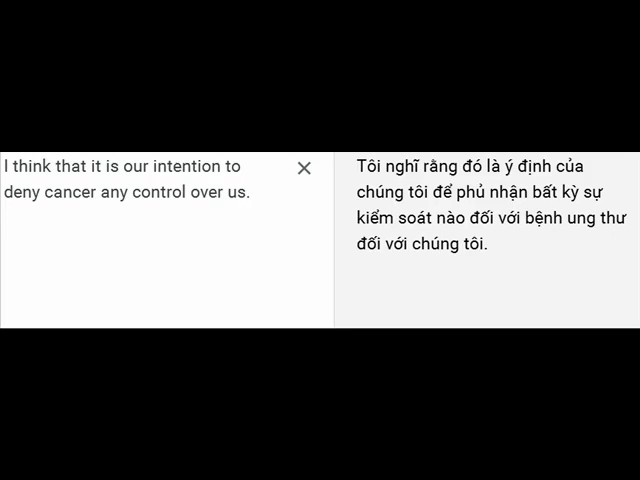 I think that it is our intention to
deny cancer any control over us.
Tôi nghĩ rằng đó là ý định của
chúng tôi để phủ nhận bất kỳ sự
kiểm soát nào đối với bệnh ung thư
đối với chúng tôi.